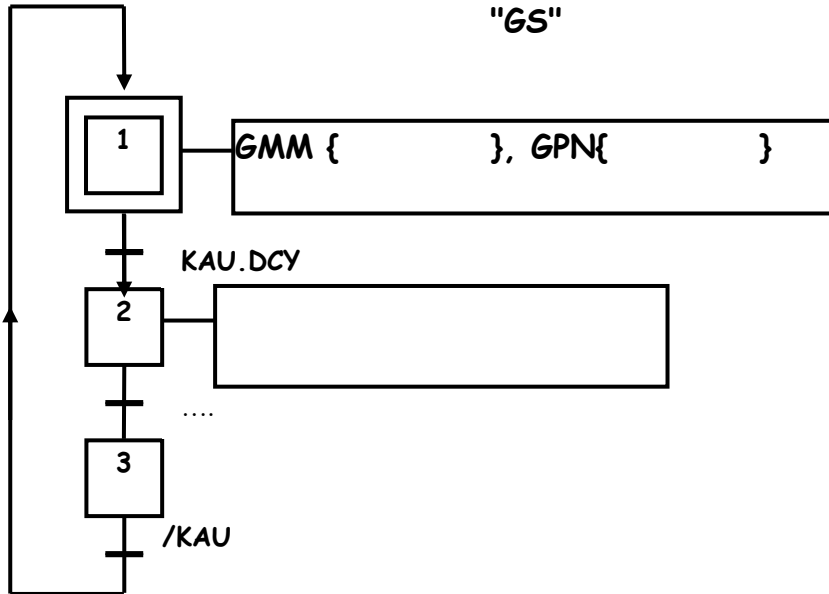 "GS"
1
GMM { }, GPN{ }
KAU.DCY
2
....
3
/KAU